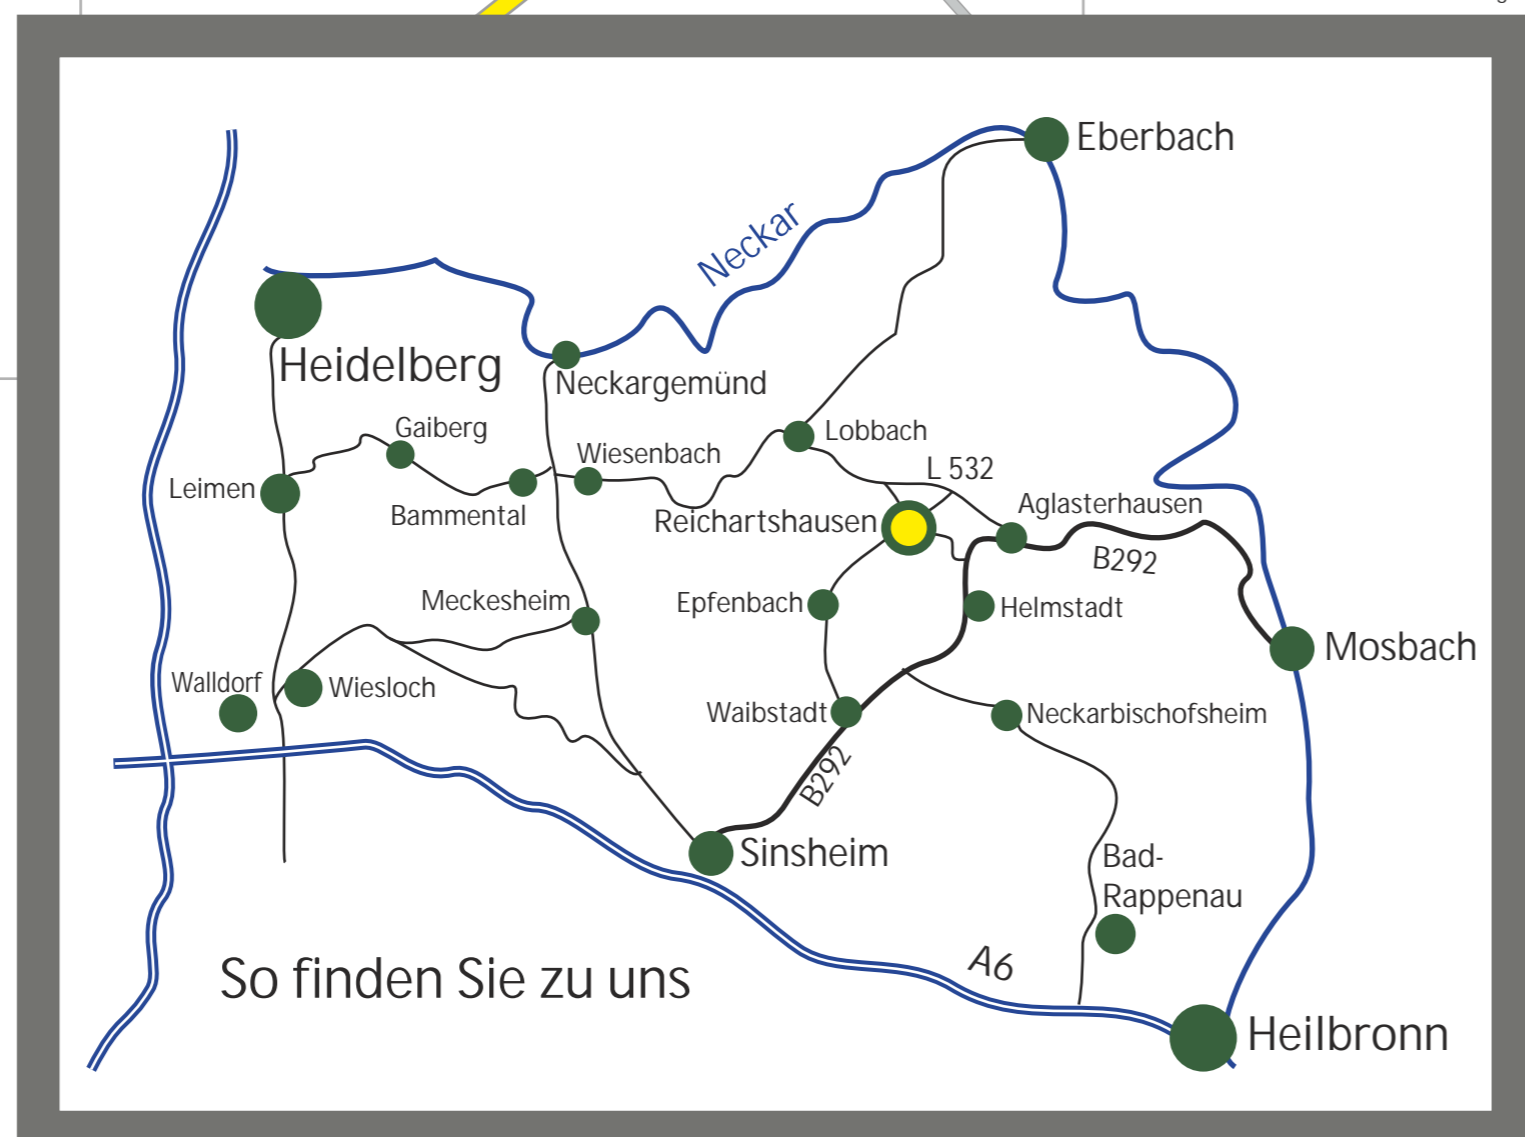 Eberbach
Neckar
Heidelberg
Neckargemünd
Gaiberg
Lobbach
Wiesenbach
L 532
Leimen
Aglasterhausen
Bammental
Reichartshausen
B292
Meckesheim
Epfenbach
Helmstadt
Mosbach
Walldorf
Wiesloch
Waibstadt
Neckarbischofsheim
B292
Sinsheim
Bad-
Rappenau
A6
So finden Sie zu uns
Heilbronn